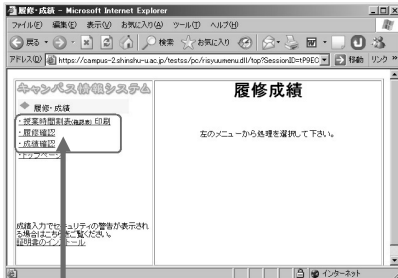 履修・成績 - Microsoft Internet Explorer
ファイル(F) 編集(E) 表示(V) お気に入り(A) ツール(T) ヘルプ(H)
戻る 検索 お気に入り
アドレス(D) https://campus-2.shinshu-u.ac.jp/testss/pc/risyuumenu.dll/top?SessionID=tP9EC 移動 リンク »
キャンパス情報システム
履修・成績
・授業時間割表(確認表) 印刷
・履修確認
・成績確認
・トップページ
履修成績
左のメニューから処理を選択して下さい。
成績入力でセキュリティの警告が表示され
る場合はこちらをご覧ください。
証明書のインストール
インターネット